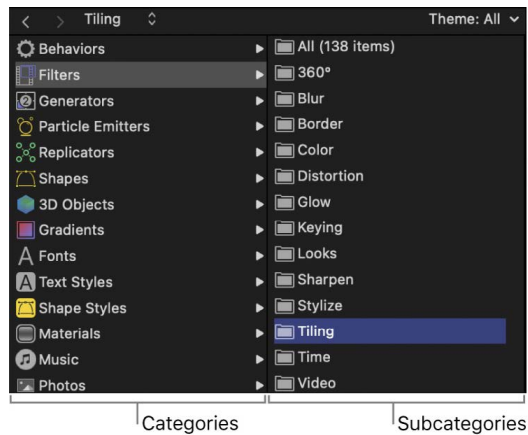 Tiling
Theme: All
Behaviors
Filters
Generators
Particle Emitters
Replicators
Shapes
3D Objects
Gradients
Fonts
Text Styles
Shape Styles
Materials
Music
Photos
All (138 items)
360°
Blur
Border
Color
Distortion
Glow
Keying
Looks
Sharpen
Stylize
Tiling
Time
Video
Categories
Subcategories